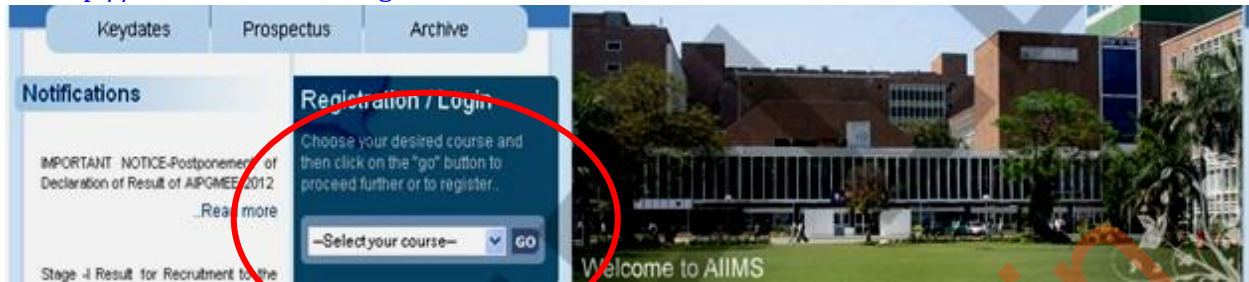 Keydates Prospectus Archive
Notifications
IMPORTANT NOTICE-Postponement of
Declaration of Result of AIPGMEE 2012
..Read more
Stage -I Result for Recruitment to the
Registration / Login
Choose your desired course and
then click on the "go" button to
proceed further or to register..
--Select your course-- GO
Welcome to AIIMS